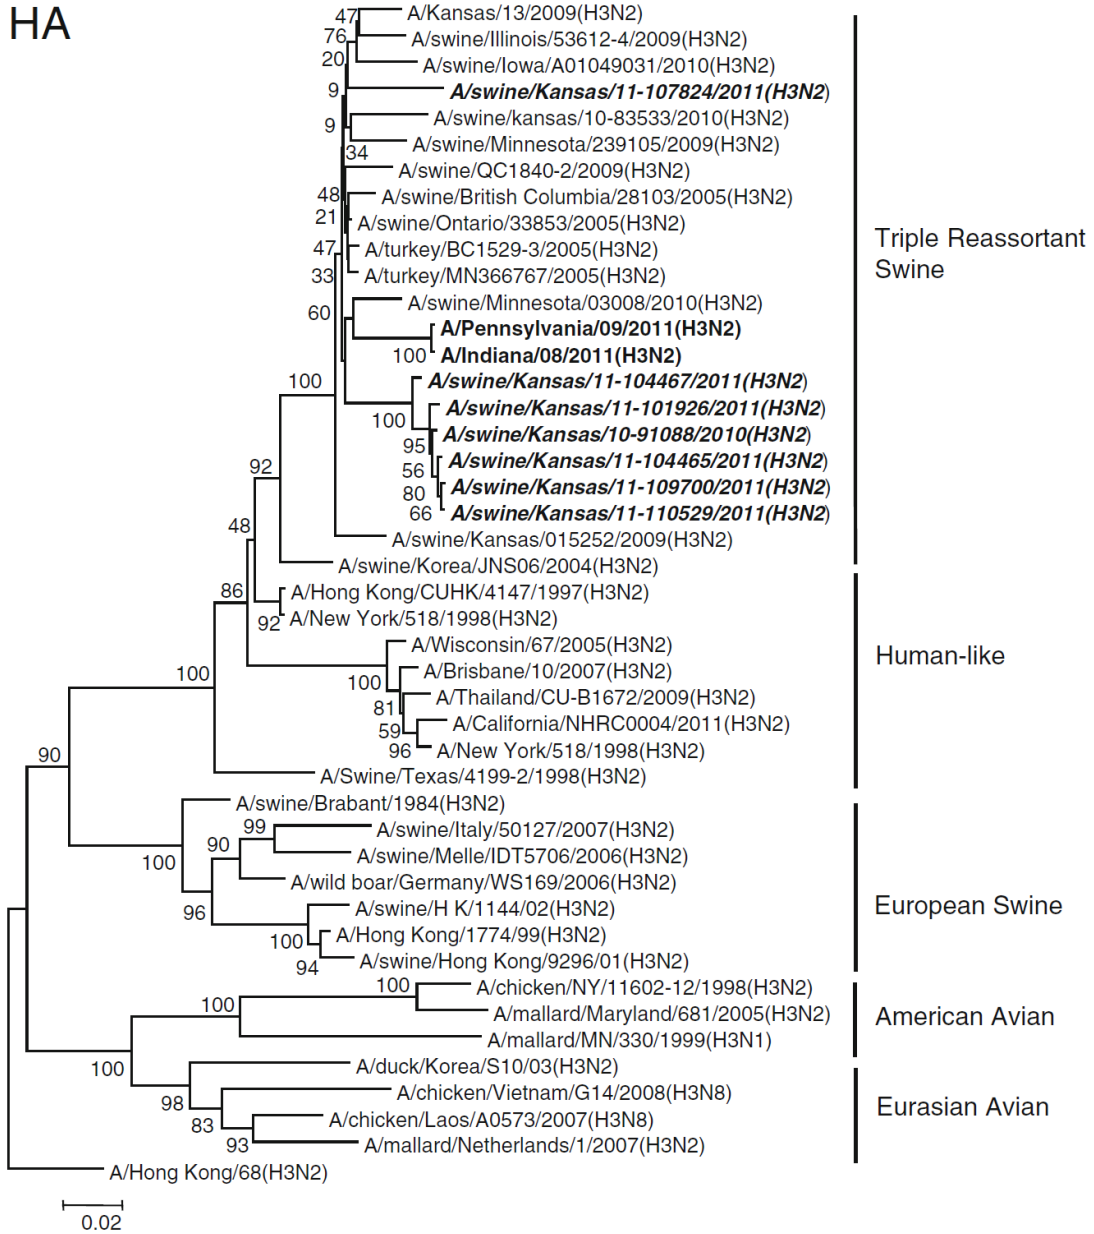 HA
47
A/Kansas/13/2009(H3N2)
76
A/swine/Illinois/53612-4/2009(H3N2)
20
A/swine/Iowa/A01049031/2010(H3N2)
9
A/swine/Kansas/11-107824/2011(H3N2)
9
A/swine/kansas/10-83533/2010(H3N2)
A/swine/Minnesota/239105/2009(H3N2)
34
A/swine/QC1840-2/2009(H3N2)
48
A/swine/British Columbia/28103/2005(H3N2)
21
A/swine/Ontario/33853/2005(H3N2)
47
A/turkey/BC1529-3/2005(H3N2)
33
A/turkey/MN366767/2005(H3N2)
Triple Reassortant
Swine
60
A/swine/Minnesota/03008/2010(H3N2)
A/Pennsylvania/09/2011(H3N2)
100
A/Indiana/08/2011(H3N2)
100
A/swine/Kansas/11-104467/2011(H3N2)
100
A/swine/Kansas/11-101926/2011(H3N2)
95
A/swine/Kansas/10-91088/2010(H3N2)
56
A/swine/Kansas/11-104465/2011(H3N2)
80
A/swine/Kansas/11-109700/2011(H3N2)
66
A/swine/Kansas/11-110529/2011(H3N2)
92
48
A/swine/Kansas/015252/2009(H3N2)
A/swine/Korea/JNS06/2004(H3N2)
86
A/Hong Kong/CUHK/4147/1997(H3N2)
92
A/New York/518/1998(H3N2)
A/Wisconsin/67/2005(H3N2)
Human-like
100
100
A/Brisbane/10/2007(H3N2)
81
A/Thailand/CU-B1672/2009(H3N2)
59
A/California/NHRC0004/2011(H3N2)
96
A/New York/518/1998(H3N2)
90
A/Swine/Texas/4199-2/1998(H3N2)
A/swine/Brabant/1984(H3N2)
99
A/swine/Italy/50127/2007(H3N2)
90
A/swine/Melle/IDT5706/2006(H3N2)
100
A/wild boar/Germany/WS169/2006(H3N2)
96
A/swine/H K/1144/02(H3N2)
European Swine
100
A/Hong Kong/1774/99(H3N2)
94
A/swine/Hong Kong/9296/01(H3N2)
100
A/chicken/NY/11602-12/1998(H3N2)
100
A/mallard/Maryland/681/2005(H3N2)
American Avian
A/mallard/MN/330/1999(H3N1)
100
A/duck/Korea/S10/03(H3N2)
98
A/chicken/Vietnam/G14/2008(H3N8)
83
A/chicken/Laos/A0573/2007(H3N8)
Eurasian Avian
93
A/mallard/Netherlands/1/2007(H3N2)
A/Hong Kong/68(H3N2)
0.02